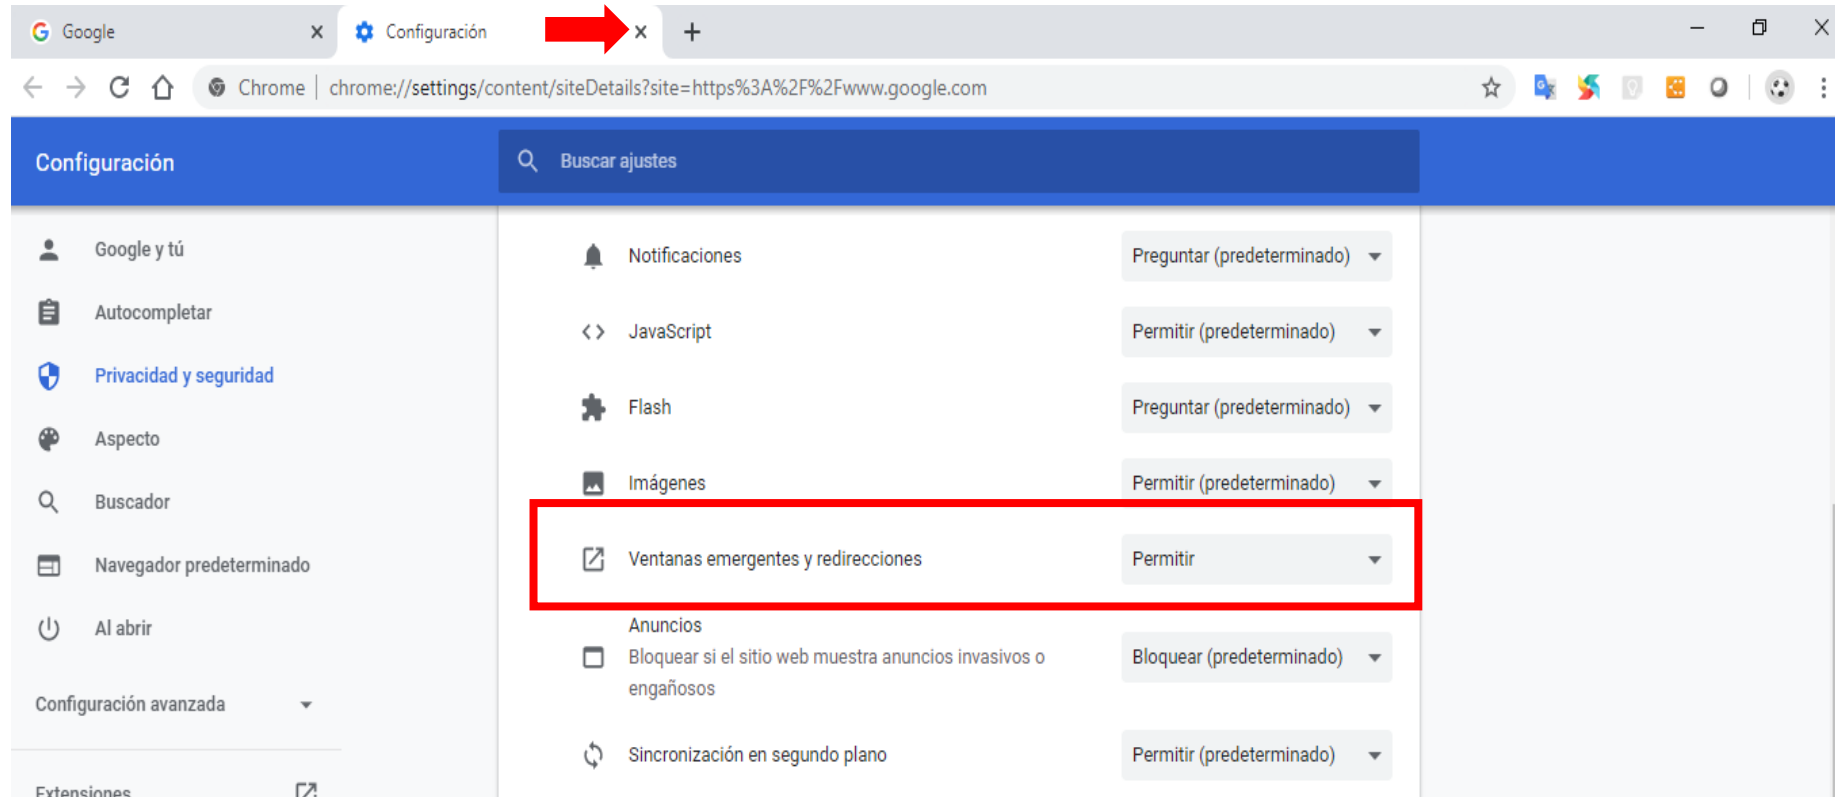 Google
Configuración
Chrome | chrome://settings/content/siteDetails?site=https%3A%2F%2Fwww.google.com
Configuración
Buscar ajustes
Google y tú
Autocompletar
Privacidad y seguridad
Aspecto
Buscador
Navegador predeterminado
Al abrir
Configuración avanzada
Extensiones
Notificaciones
Preguntar (predeterminado)
JavaScript
Permitir (predeterminado)
Flash
Preguntar (predeterminado)
Imágenes
Permitir (predeterminado)
Ventanas emergentes y redirecciones
Permitir
Anuncios
Bloquear si el sitio web muestra anuncios invasivos o
engañosos
Bloquear (predeterminado)
Sincronización en segundo plano
Permitir (predeterminado)